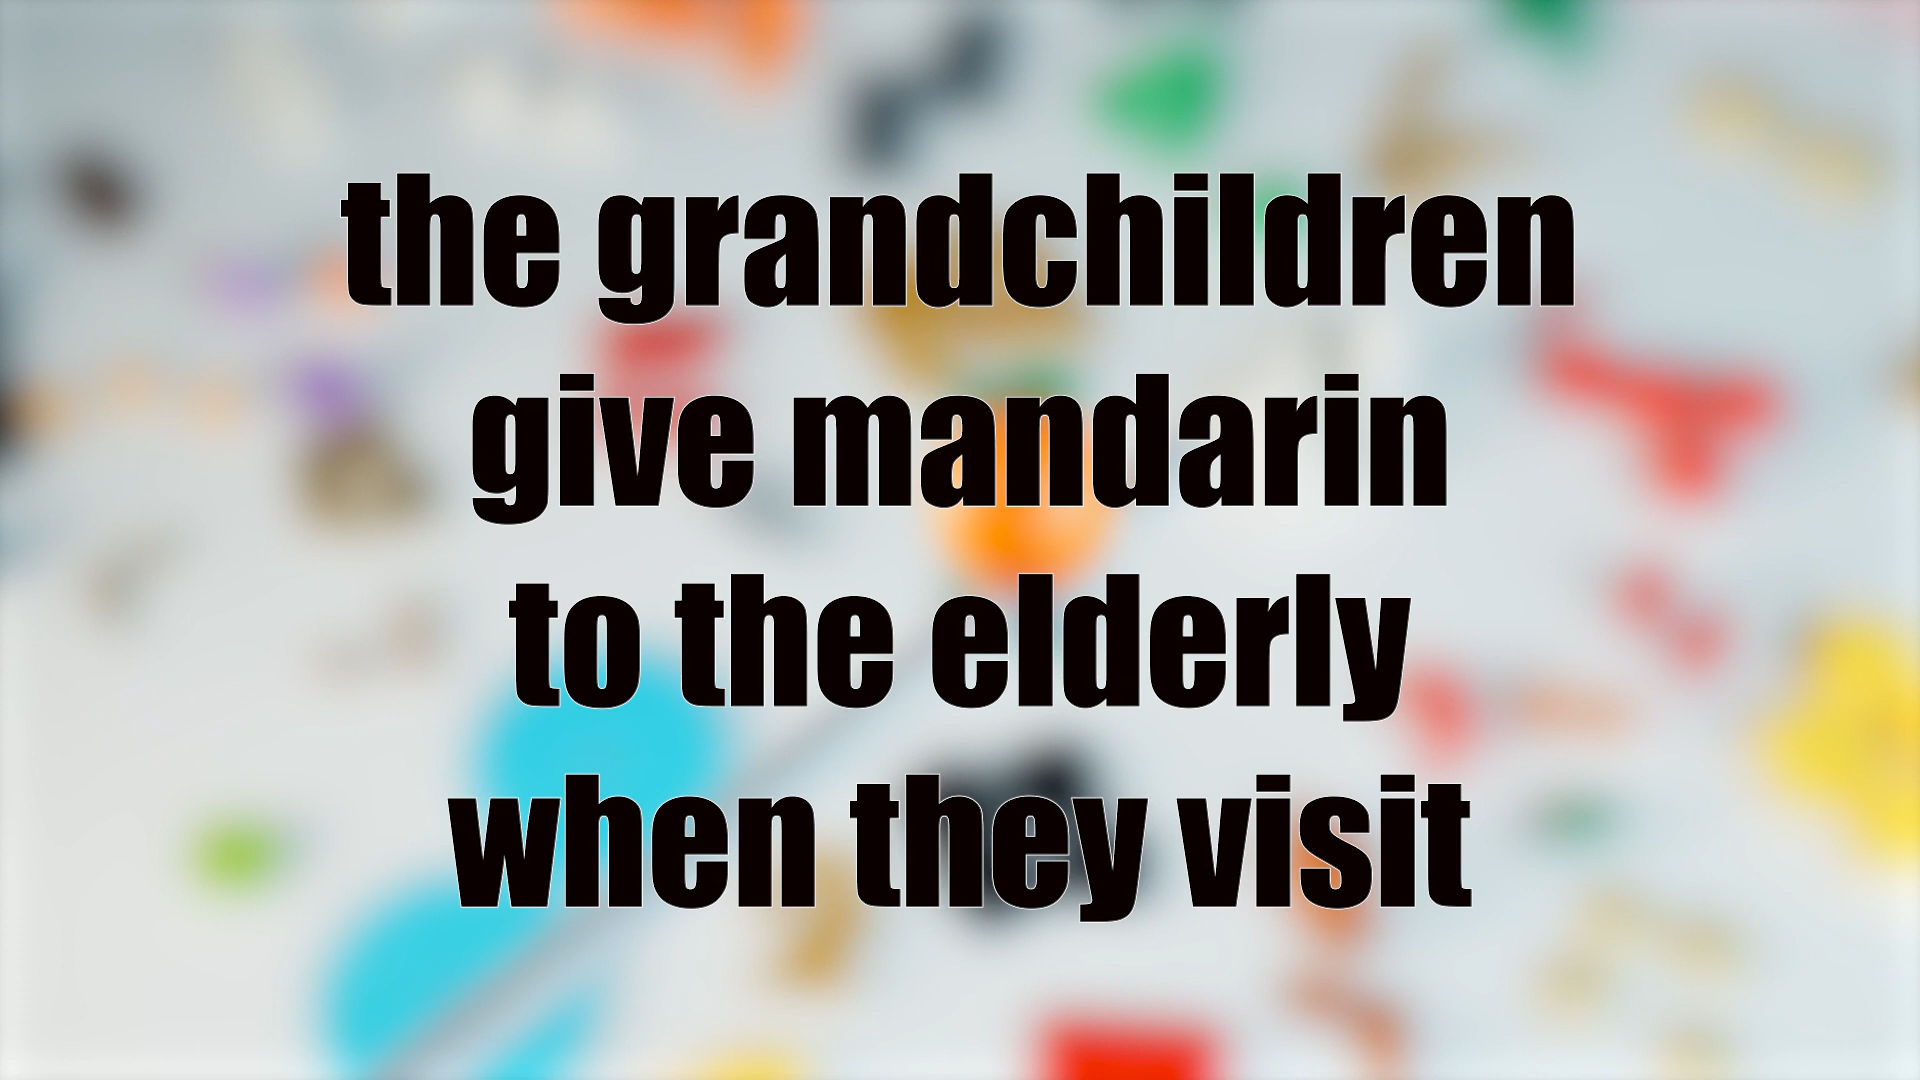 the grandchildren
give mandarin
to the elderly
when they visit